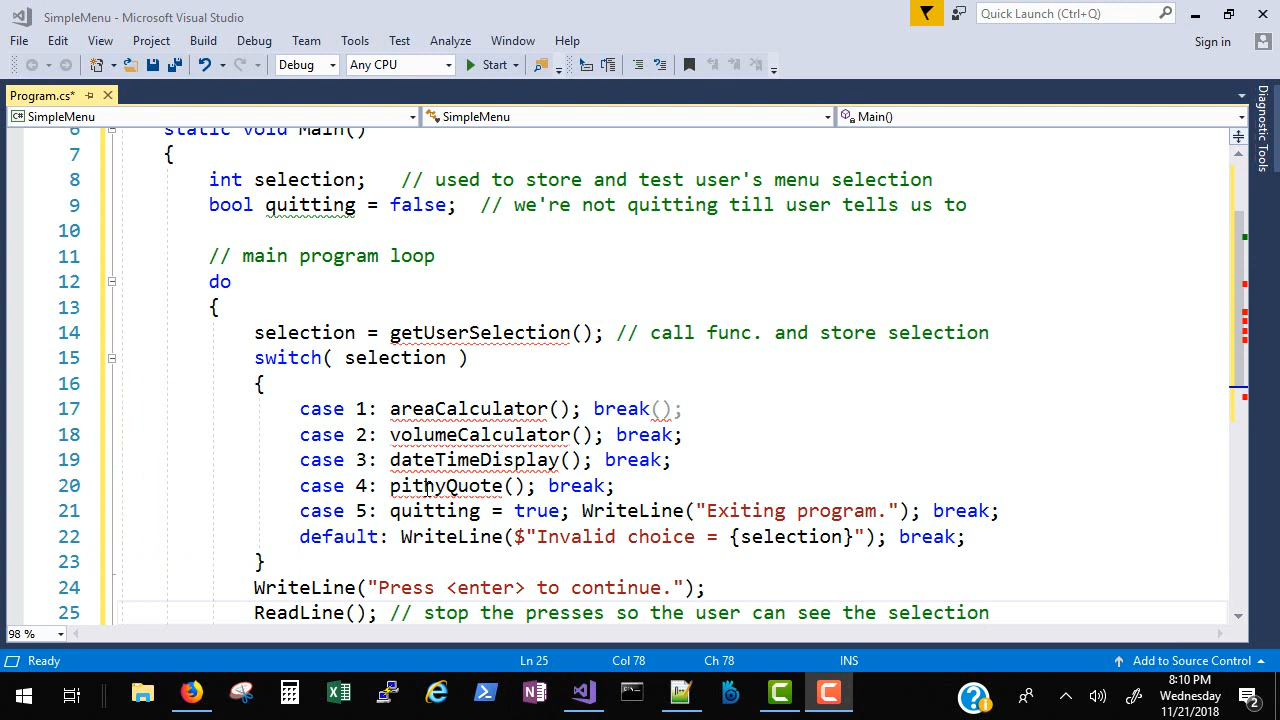 SimpleMenu - Microsoft Visual Studio
Quick Launch (Ctrl+Q)
File Edit View Project Build Debug Team Tools Test Analyze Window Help
Sign in
Debug Any CPU Start
Program.cs*
SimpleMenu SimpleMenu Main()
Diagnostic Tools
6 static void Main()
7 {
8 int selection; // used to store and test user's menu selection
9 bool quitting = false; // we're not quitting till user tells us to
10
11 // main program loop
12 do
13 {
14 selection = getUserSelection(); // call func. and store selection
15 switch( selection )
16 {
17 case 1: areaCalculator(); break();
18 case 2: volumeCalculator(); break;
19 case 3: dateTimeDisplay(); break;
20 case 4: pithyQuote(); break;
21 case 5: quitting = true; WriteLine("Exiting program."); break;
22 default: WriteLine($"Invalid choice = {selection}"); break;
23 }
24 WriteLine("Press <enter> to continue.");
25 ReadLine(); // stop the presses so the user can see the selection
98 %
Ready Ln 25 Col 78 Ch 78 INS Add to Source Control
8:10 PM
Wednesday
11/21/2018
2